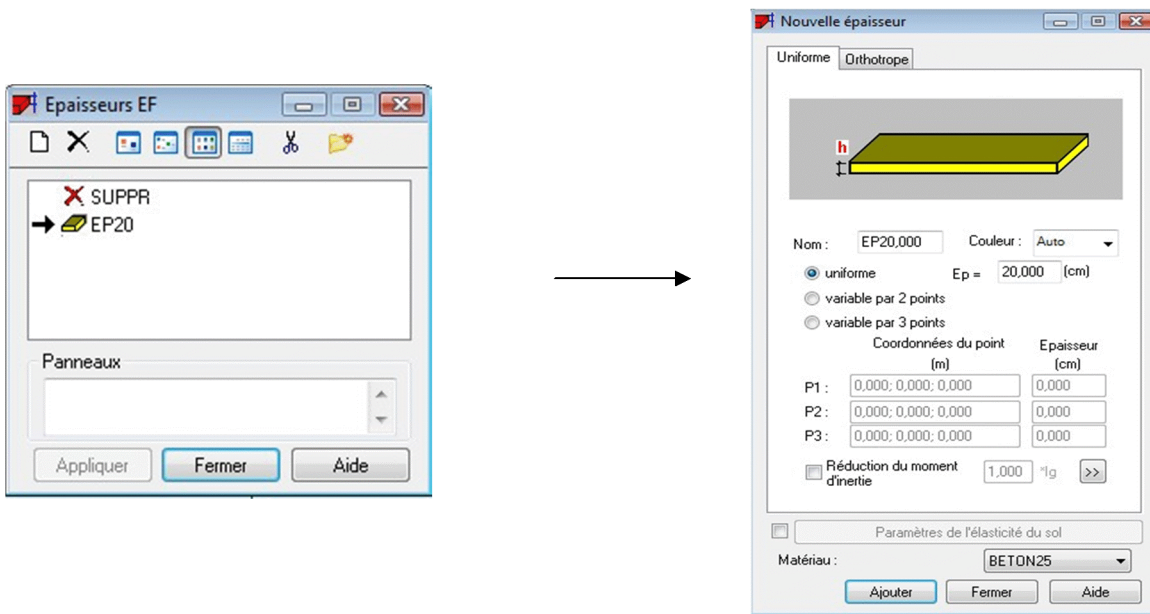 Epaisseurs EF
SUPPR
EP20
Panneaux
Appliquer Fermer Aide
Nouvelle épaisseur
Uniforme Orthotrope
h
Nom : EP20,000 Couleur : Auto
uniforme Ep = 20,000 (cm)
variable par 2 points
variable par 3 points
Coordonnées du point Epaisseur
(m) (cm)
P1 : 0,000; 0,000; 0,000 0,000
P2 : 0,000; 0,000; 0,000 0,000
P3 : 0,000; 0,000; 0,000 0,000
Réduction du moment
d'inertie 1,000 *Ig >>
Paramètres de l'élasticité du sol
Matériau : BETON25
Ajouter Fermer Aide